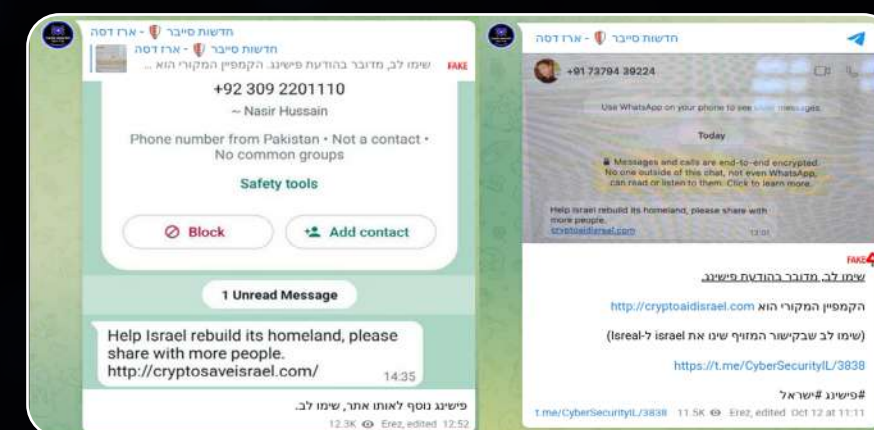 חדשות סייבר - ארז דסה
חדשות סייבר - ארז דסה
שימו לב, מדובר בהודעת פישינג. הקמפיין המקורי הוא ...
FAKE
+92 309 2201110
~ Nasir Hussain
Phone number from Pakistan • Not a contact •
No common groups
Safety tools
Block
Add contact
1 Unread Message
Help Israel rebuild its homeland, please
share with more people.
http://cryptosaveisrael.com/
14:35
פישינג נוסף לאותו אתר, שימו לב.
12.3K Erez, edited 12:52
חדשות סייבר - ארז דסה
+91 73794 39224
Use WhatsApp on your phone to see messages.
Today
Messages and calls are end-to-end encrypted.
No one outside of this chat, not even WhatsApp,
can read or listen to them. Click to learn more.
Help Israel rebuild its homeland, please share with
more people.
13:01
FAKE
שימו לב, מדובר בהודעת פישינג.
הקמפיין המקורי הוא http://cryptoaidisrael.com
(שימו לב שבקישור המזויף שינו את israel ל-Isreal)
https://t.me/CyberSecurityIL/3838
#פישינג #ישראל
t.me/CyberSecurityIL/3838 11.5K Erez, edited Oct 12 at 11:11